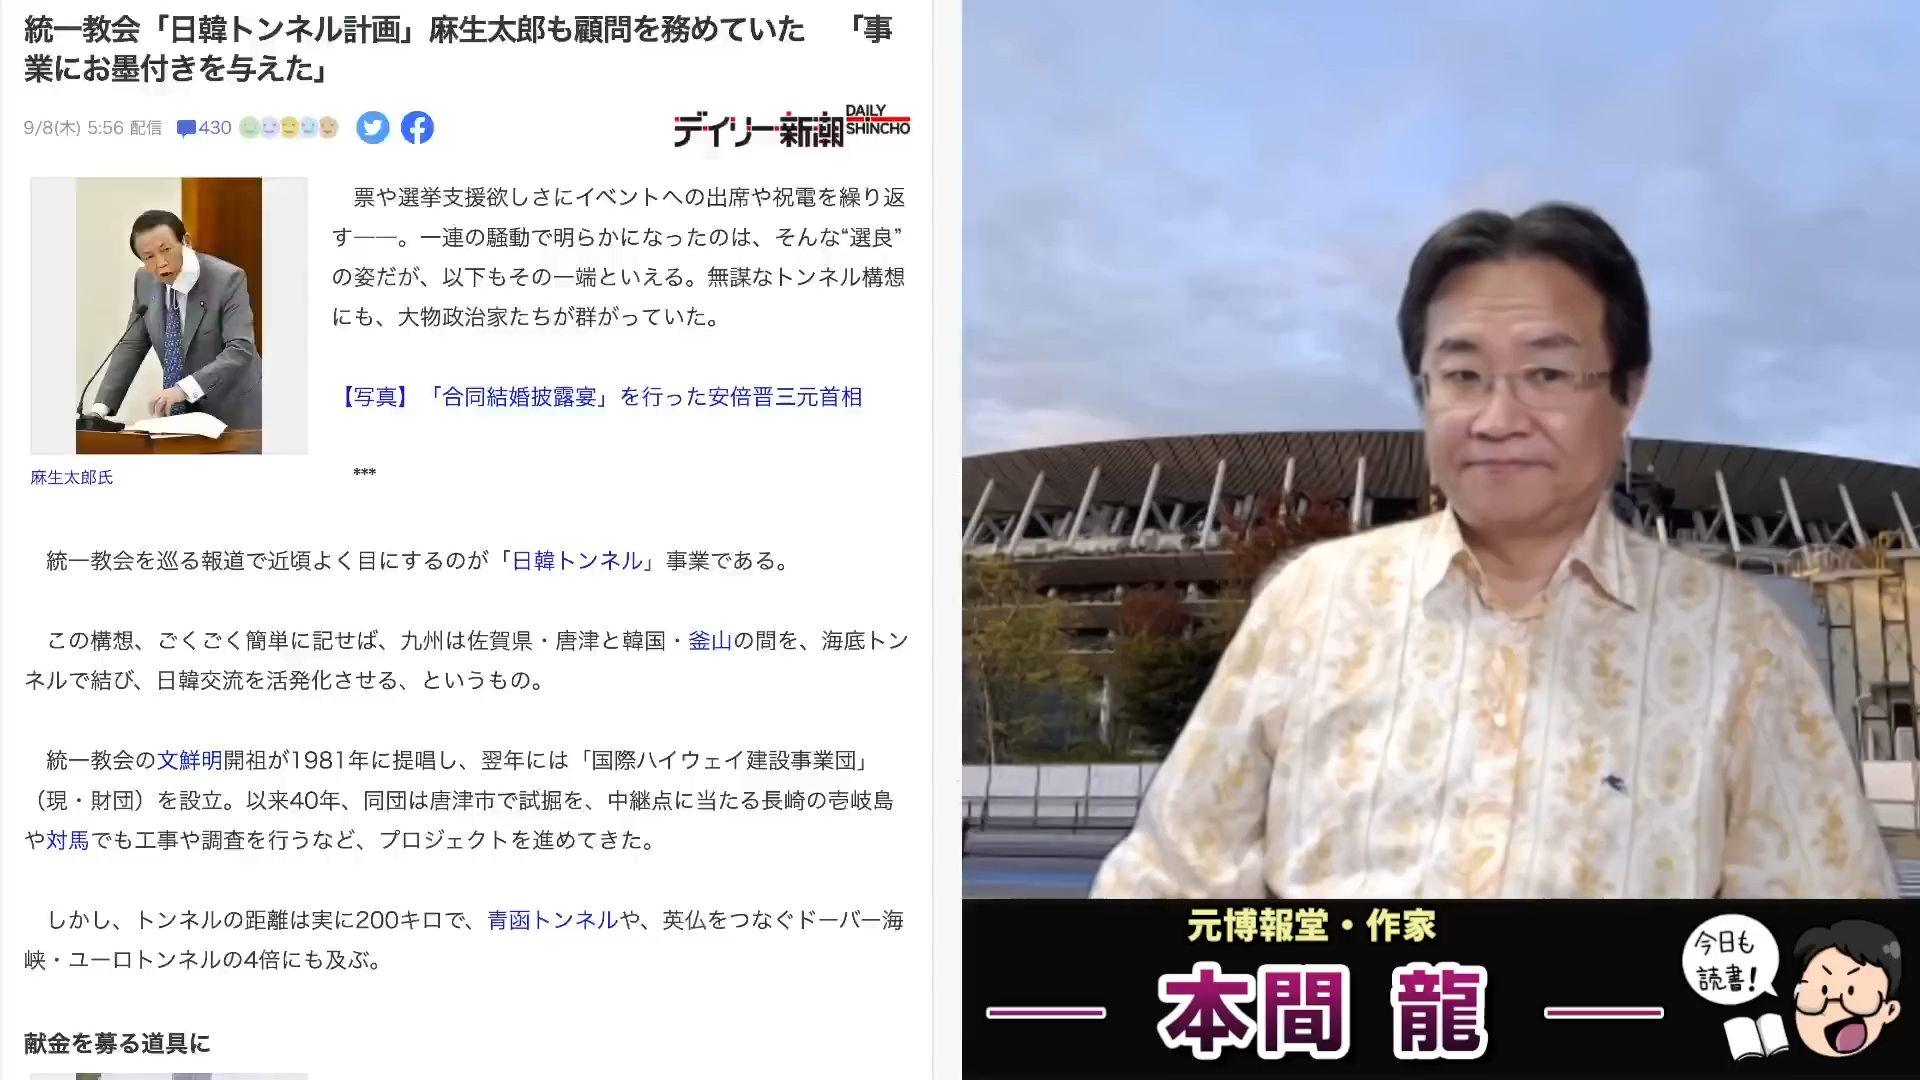 統一教会「日韓トンネル計画」麻生太郎も顧問を務めていた　「事
業にお墨付きを与えた」
9/8(木) 5:56 配信
430
デイリー新潮
DAILY
SHINCHO
　票や選挙支援欲しさにイベントへの出席や祝電を繰り返
す――。一連の騒動で明らかになったのは、そんな“選良”
の姿だが、以下もその一端といえる。無謀なトンネル構想
にも、大物政治家たちが群がっていた。
【写真】「合同結婚披露宴」を行った安倍晋三元首相
***
麻生太郎氏
　統一教会を巡る報道で近頃よく目にするのが「日韓トンネル」事業である。
　この構想、ごくごく簡単に記せば、九州は佐賀県・唐津と韓国・釜山の間を、海底トン
ネルで結び、日韓交流を活発化させる、というもの。
　統一教会の文鮮明開祖が1981年に提唱し、翌年には「国際ハイウェイ建設事業団」
（現・財団）を設立。以来40年、同団は唐津市で試掘を、中継点に当たる長崎の壱岐島
や対馬でも工事や調査を行うなど、プロジェクトを進めてきた。
　しかし、トンネルの距離は実に200キロで、青函トンネルや、英仏をつなぐドーバー海
峡・ユーロトンネルの4倍にも及ぶ。
献金を募る道具に
元博報堂・作家
本間 龍
今日も
読書!